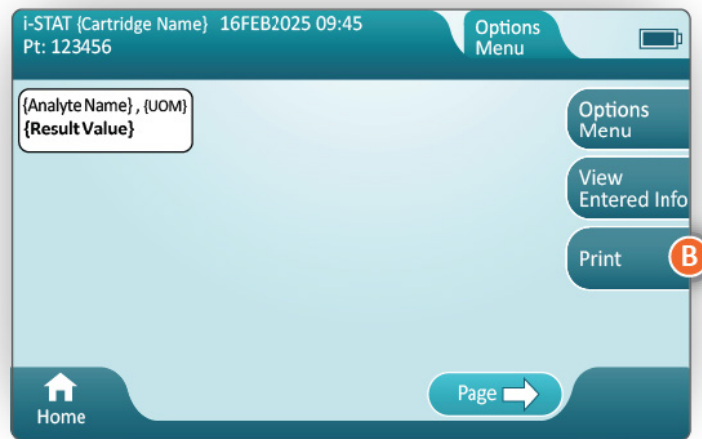 i-STAT {Cartridge Name} 16FEB2025 09:45
Pt: 123456
Options
Menu
{Analyte Name} , {UOM}
{Result Value}
Options
Menu
View
Entered Info
Print
B
Page
Home